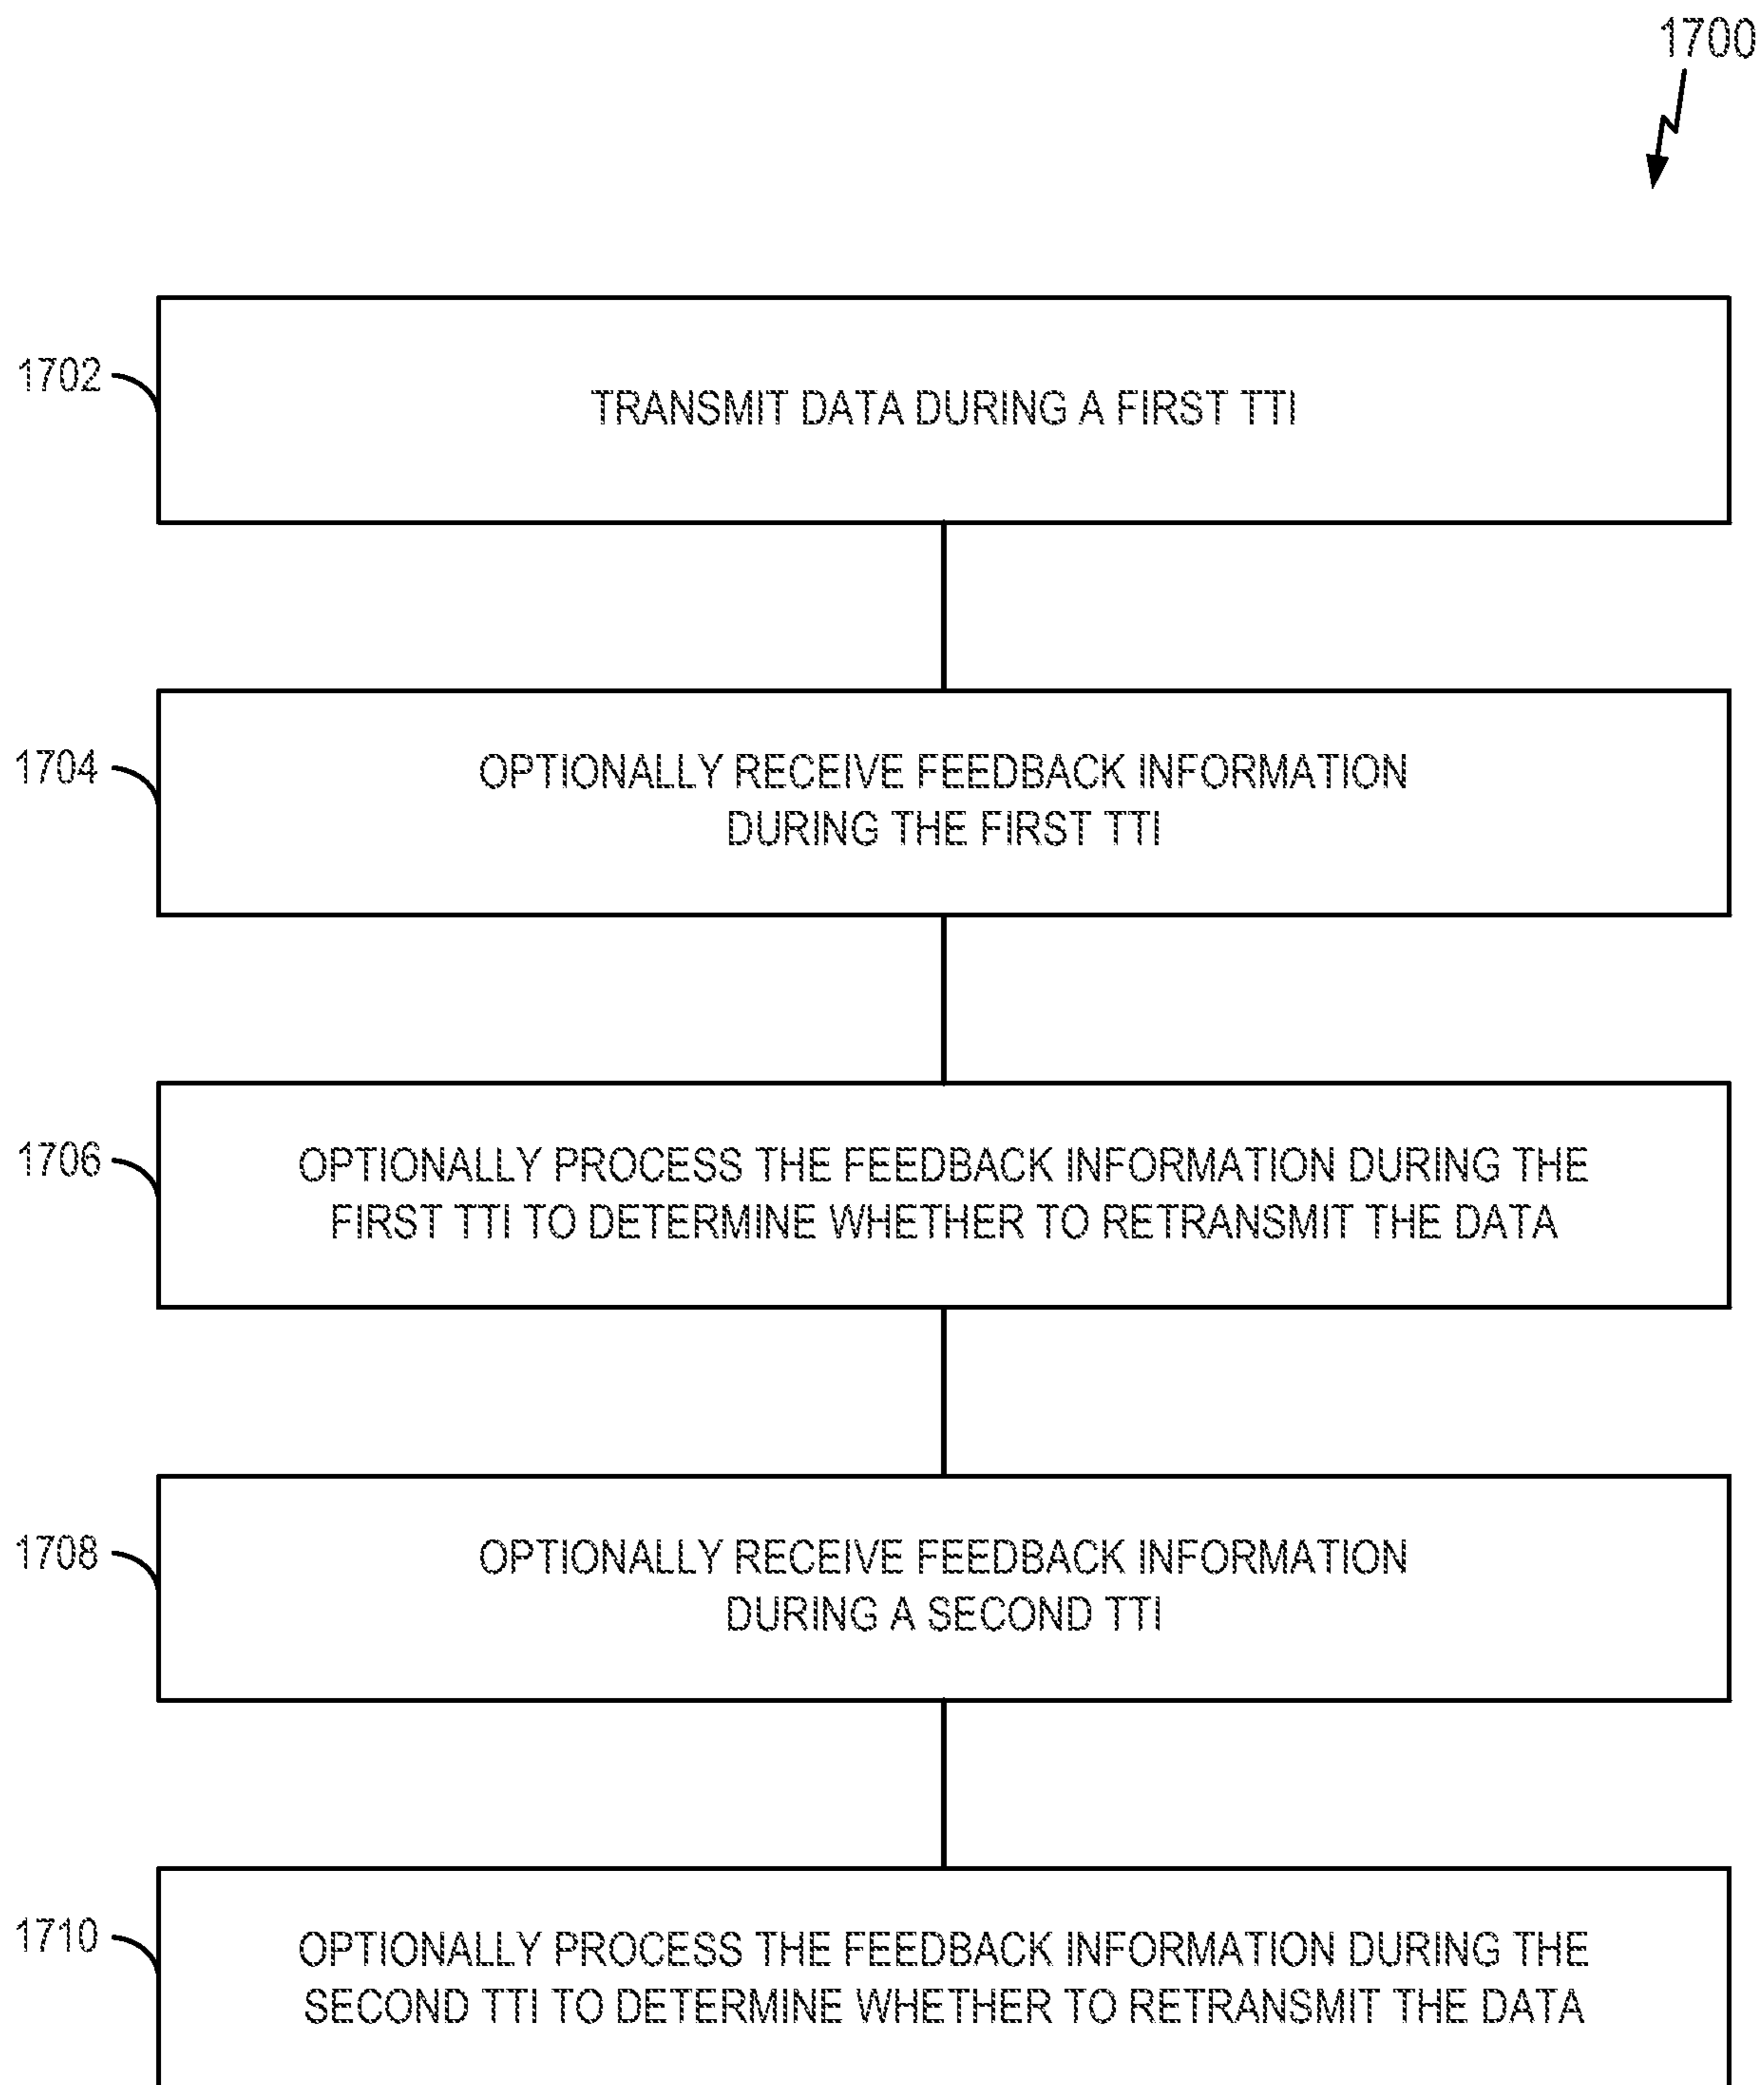 1700
1702
TRANSMIT DATA DURING A FIRST TTI
1704
OPTIONALLY RECEIVE FEEDBACK INFORMATION
DURING THE FIRST TTI
1706
OPTIONALLY PROCESS THE FEEDBACK INFORMATION DURING THE
FIRST TTI TO DETERMINE WHETHER TO RETRANSMIT THE DATA
1708
OPTIONALLY RECEIVE FEEDBACK INFORMATION
DURING A SECOND TTI
1710
OPTIONALLY PROCESS THE FEEDBACK INFORMATION DURING THE
SECOND TTI TO DETERMINE WHETHER TO RETRANSMIT THE DATA